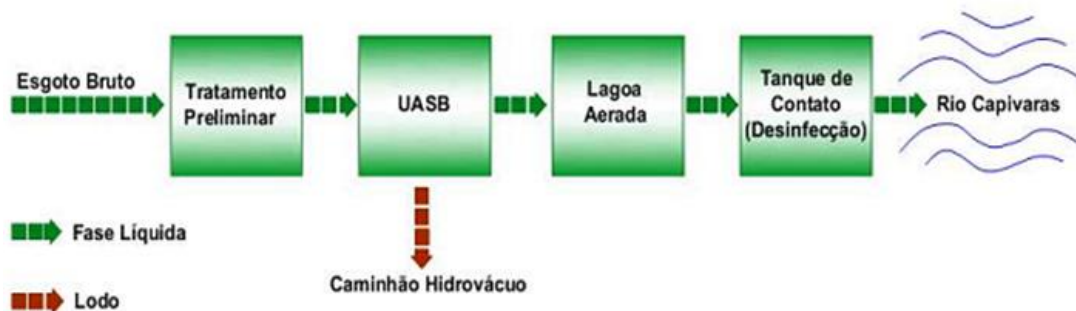 Esgoto Bruto
Tratamento
Preliminar
UASB
Lagoa
Aerada
Tanque de
Contato
(Desinfecção)
Rio Capivaras
Fase Líquida
Caminhão Hidrovácuo
Lodo